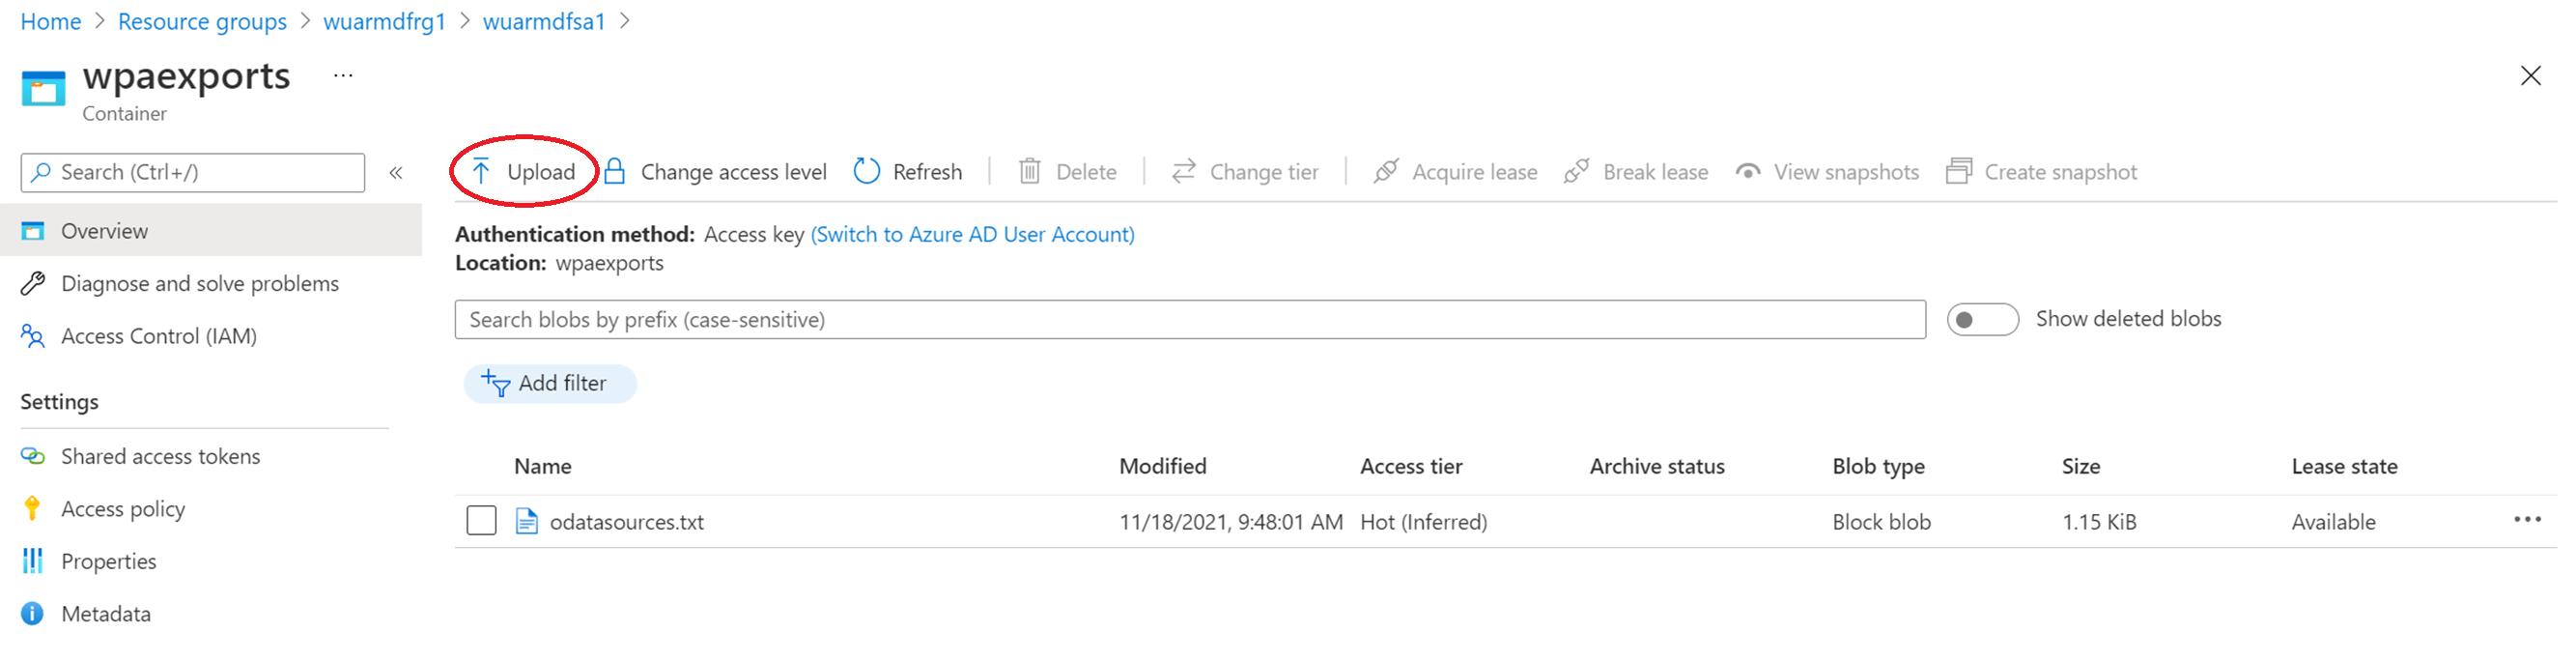 Home > Resource groups > wuarmdfrg1 > wuarmdfsa1 >
wpaexports ...
Container
Search (Ctrl+/) «
Upload Change access level Refresh Delete Change tier Acquire lease Break lease View snapshots Create snapshot
Overview
Diagnose and solve problems
Access Control (IAM)
Settings
Shared access tokens
Access policy
Properties
Metadata
Authentication method: Access key (Switch to Azure AD User Account)
Location: wpaexports
Search blobs by prefix (case-sensitive) Show deleted blobs
Add filter
Name Modified Access tier Archive status Blob type Size Lease state
odatasources.txt 11/18/2021, 9:48:01 AM Hot (Inferred) Block blob 1.15 KiB Available ...